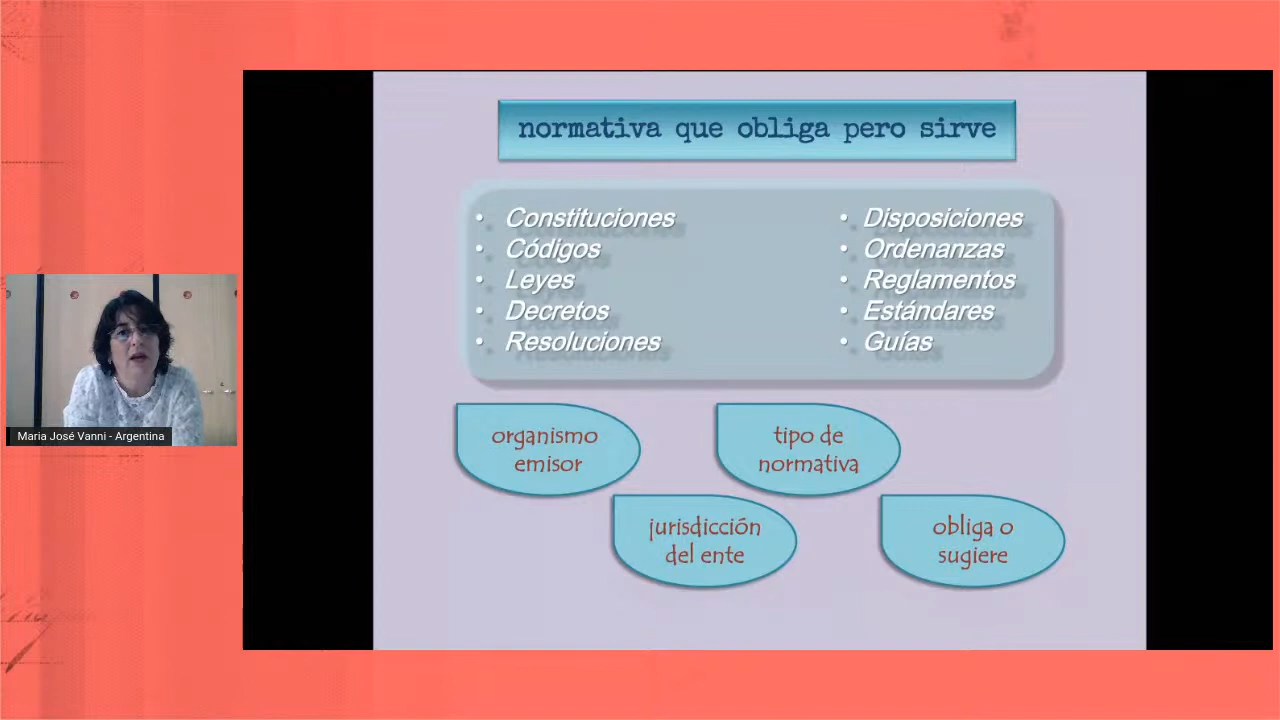 normativa que obliga pero sirve
• Constituciones
• Códigos
• Leyes
• Decretos
• Resoluciones
• Disposiciones
• Ordenanzas
• Reglamentos
• Estándares
• Guías
organismo
emisor
tipo de
normativa
jurisdicción
del ente
obliga o
sugiere
Maria José Vanni - Argentina